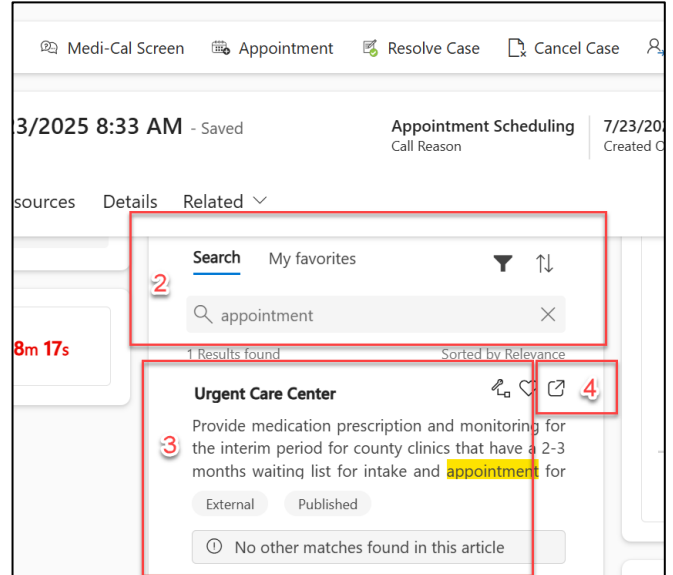 Medi-Cal Screen Appointment Resolve Case Cancel Case
3/2025 8:33 AM - Saved
Appointment Scheduling
Call Reason
7/23/20
Created O
sources Details Related
Search My favorites
2
appointment
8m 17s
1 Results found Sorted by Relevance
Urgent Care Center
4
Provide medication prescription and monitoring for
3
the interim period for county clinics that have a 2-3
months waiting list for intake and appointment for
External Published
No other matches found in this article